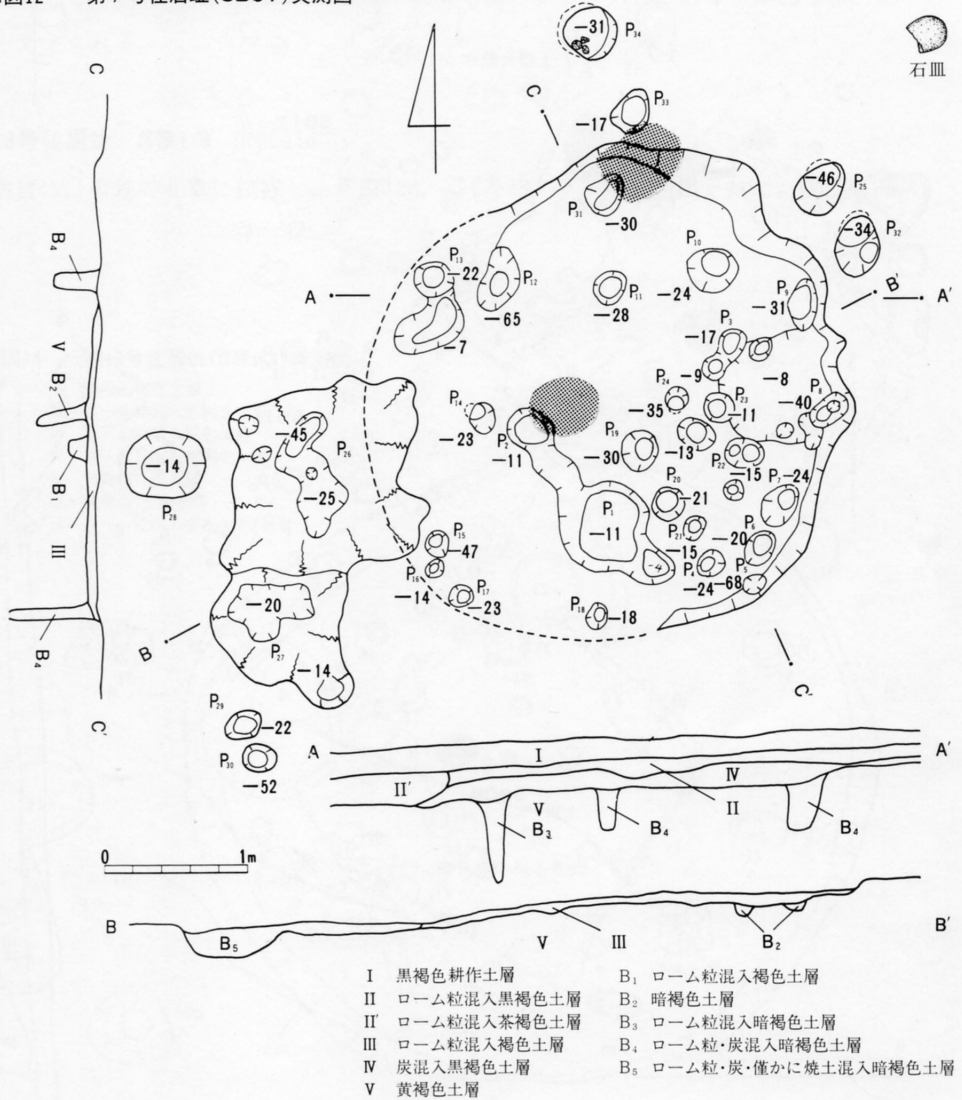 図12 第7号住居址(SB07)実測図
-31 P34
石皿
C
C
P33
-17
-46 P25
P31
-30
-34 P32
B4
P13
-22
P12
P10
B'
A
A'
-65
P11
-28
-24
P9
-31
-7
P3
-17
V
B2
-9
-8
P24
P23
P8
-40
P14
-35
-11
-45
P26
-23
P2
-11
P19
-30
-13
P22
-15
P7
-24
-14
B1
-25
P20
-21
P28
P1
-11
P21
P6
-20
III
P15
-47
-15
P5
P16
-4
P4
-24
-68
-14
P17
-23
-20
P18
-18
B4
B
P27
-14
C'
C'
P29
-22
A
A'
P30
I
-52
IV
II'
II
V
B3
B4
B4
0 1m
B
B5
V
III
B2
B'
I 黒褐色耕作土層
II ローム粒混入黒褐色土層
II' ローム粒混入茶褐色土層
III ローム粒混入褐色土層
IV 炭混入黒褐色土層
V 黄褐色土層
B1 ローム粒混入褐色土層
B2 暗褐色土層
B3 ローム粒混入暗褐色土層
B4 ローム粒・炭混入暗褐色土層
B5 ローム粒・炭・僅かに焼土混入暗褐色土層